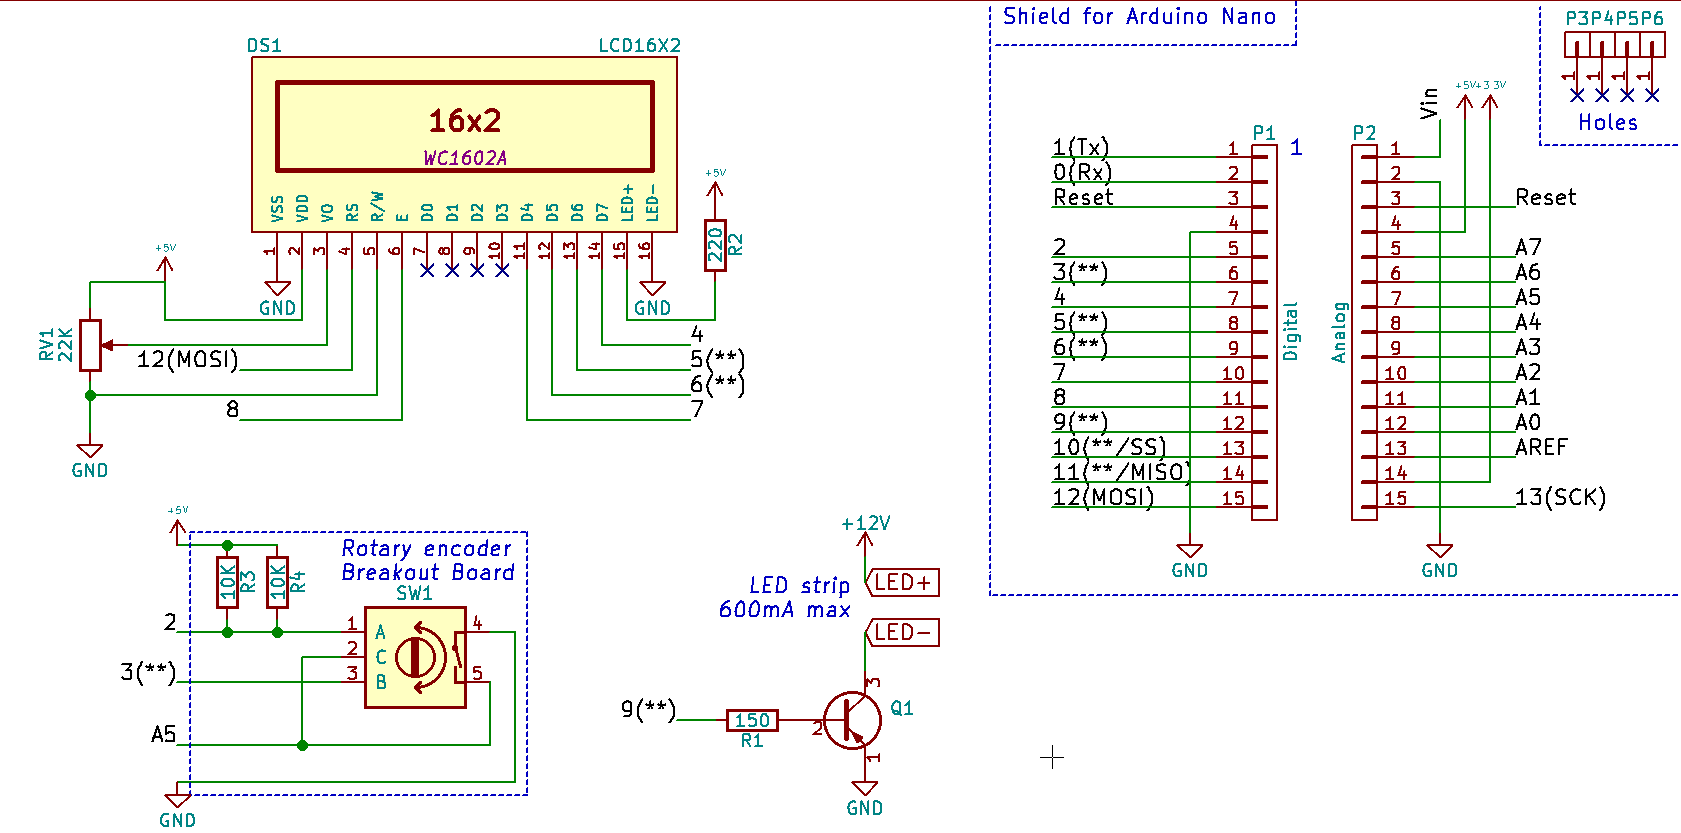 DS1
LCD16X2
16x2
WC1602A
VSS
VDD
VO
RS
R/W
E
D0
D1
D2
D3
D4
D5
D6
D7
LED+
LED-
1
2
3
4
5
6
7
8
9
10
11
12
13
14
15
16
+5V
220
R2
+5V
GND
GND
RV1
22K
12(MOSI)
8
GND
4
5(**)
6(**)
7
+5V
Rotary encoder
Breakout Board
10K
R3
10K
R4
SW1
2
3(**)
A5
1
A
2
C
3
B
4
5
GND
+12V
LED strip
600mA max
LED+
LED-
9(**)
150
R1
2
3
1
Q1
GND
Shield for Arduino Nano
P1
1
1(Tx)
1
0(Rx)
2
Reset
3
4
2
5
3(**)
6
4
7
5(**)
8
6(**)
9
7
10
8
11
9(**)
12
10(**/SS)
13
11(**/MISO)
14
12(MOSI)
15
Digital
GND
P2
Vin
+5V
+3.3V
1
2
3
Reset
4
5
A7
6
A6
7
A5
8
A4
9
A3
10
A2
11
A1
12
A0
13
AREF
14
15
13(SCK)
Analog
GND
P3P4P5P6
1
1
1
1
Holes